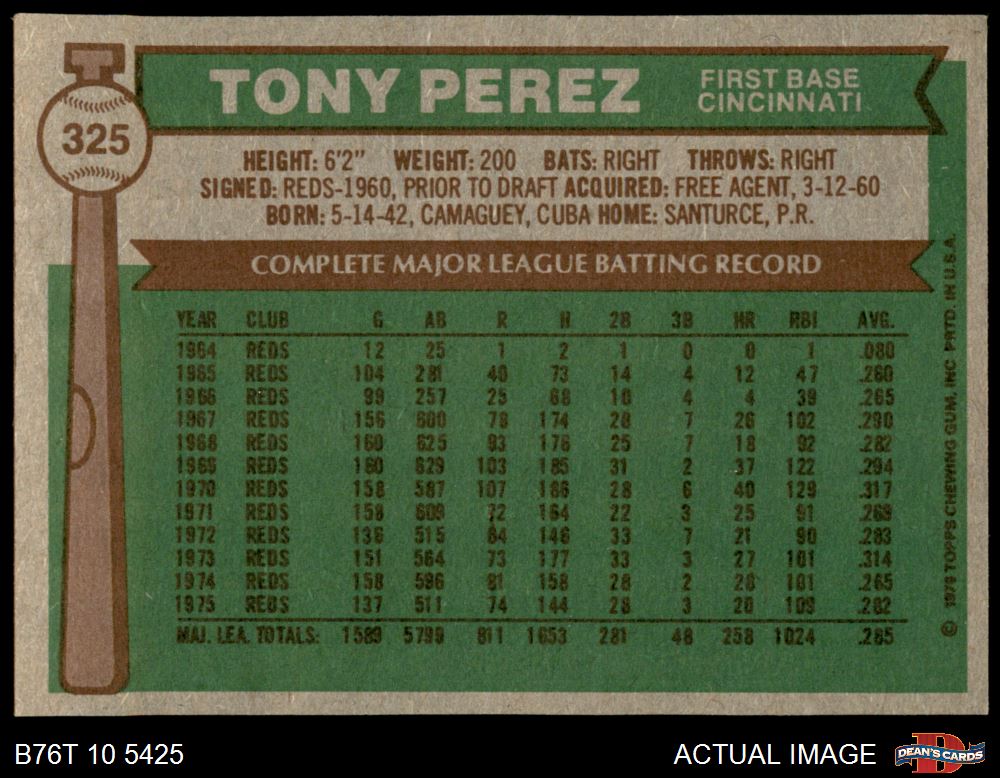 TONY PEREZ
FIRST BASE
CINCINNATI
325
HEIGHT: 6'2" WEIGHT: 200 BATS: RIGHT THROWS: RIGHT
SIGNED: REDS-1960, PRIOR TO DRAFT ACQUIRED: FREE AGENT, 3-12-60
BORN: 5-14-42, CAMAGUEY, CUBA HOME: SANTURCE, P.R.
COMPLETE MAJOR LEAGUE BATTING RECORD
YEAR CLUB G AB R H 2B 3B HR RBI AVG.
1964 REDS 12 25 1 2 1 0 0 1 .080
1965 REDS 104 281 40 73 14 4 12 47 .260
1966 REDS 99 257 25 68 10 4 4 39 .265
1967 REDS 156 600 78 174 28 7 26 102 .290
1968 REDS 160 625 93 176 25 7 18 92 .282
1969 REDS 160 629 103 185 31 2 37 122 .294
1970 REDS 158 587 107 186 28 6 40 129 .317
1971 REDS 158 609 72 164 22 3 25 91 .269
1972 REDS 136 515 64 146 33 7 21 90 .283
1973 REDS 151 564 73 177 33 3 27 101 .314
1974 REDS 158 596 81 158 28 2 28 101 .265
1975 REDS 137 511 74 144 28 3 20 109 .282
MAJ. LEA. TOTALS: 1589 5799 811 1653 281 48 258 1024 .285
© 1976 TOPPS CHEWING GUM, INC. PRTD. IN U.S.A.
B76T 10 5425
ACTUAL IMAGE
DEAN'S CARDS